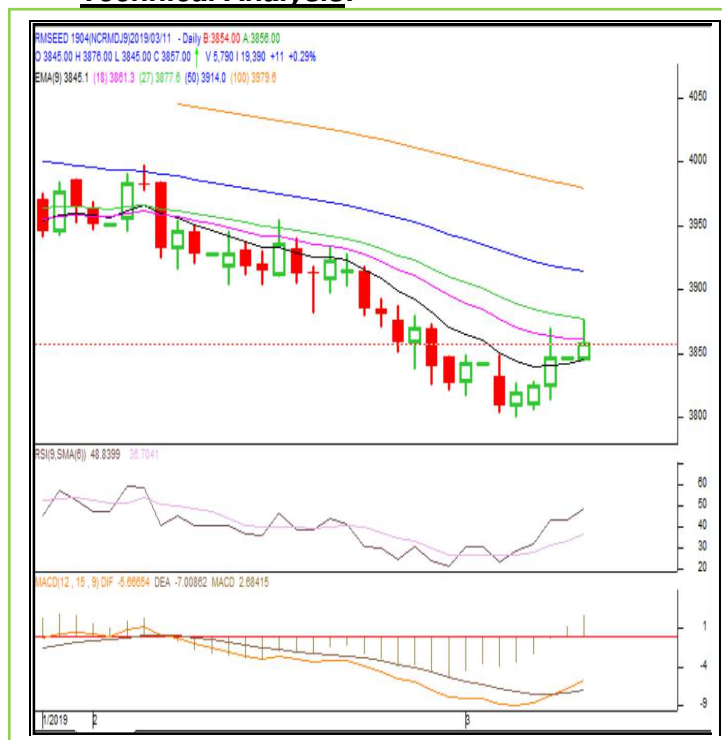 Technical Analysis:
RMSEED 1904(NCRMDJ9)2019/03/11 - Daily B:3854.00 A:3856.00
O 3845.00 H 3876.00 L 3845.00 C 3857.00 V 5,790 I 19,390 +11 +0.29%
EMA(9) 3845.1 (18) 3861.3 (27) 3877.6 (50) 3914.0 (100) 3979.6
4050
4000
3950
3900
3850
3800
RSI(9,SMA(6)) 48.8399 36.7041
60
50
40
30
20
MACD(12 , 15 , 9) DIF -5.66654 DEA -7.00862 MACD 2.68415
1
-4
-9
1/2019 2 3